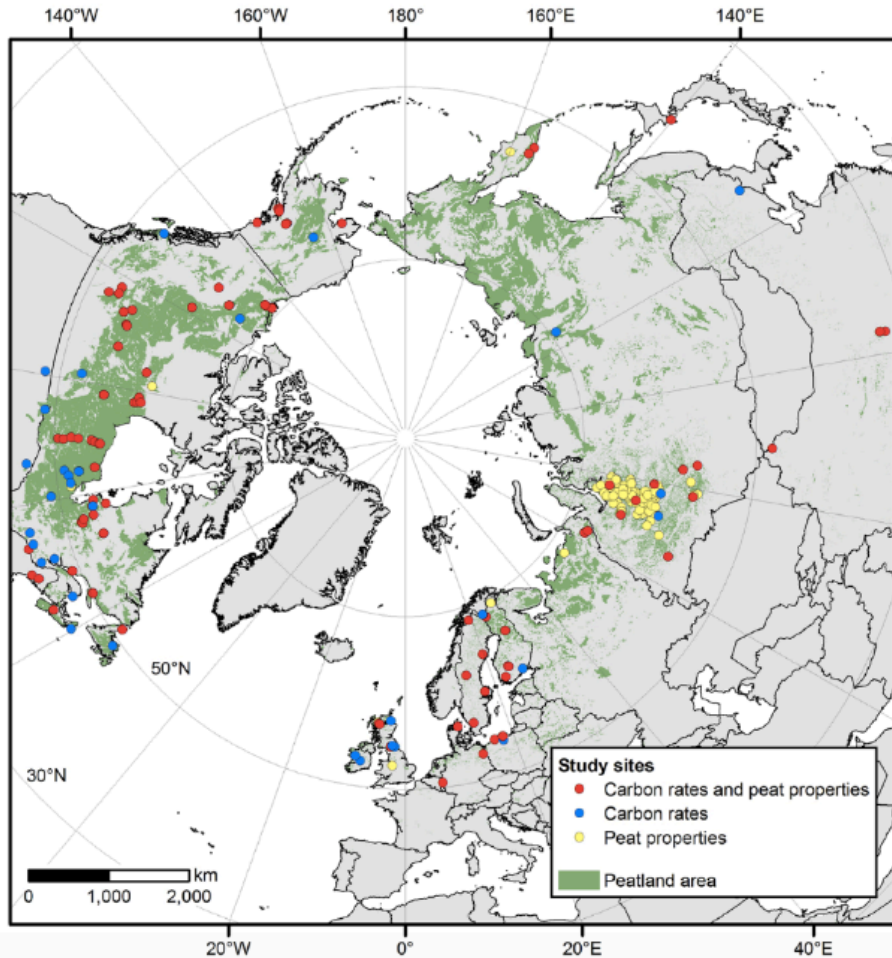 140°W 160°W 180° 160°E 140°E
50°N
30°N
Study sites
Carbon rates and peat properties
Carbon rates
Peat properties
Peatland area
km
0 1,000 2,000
20°W 0° 20°E 40°E